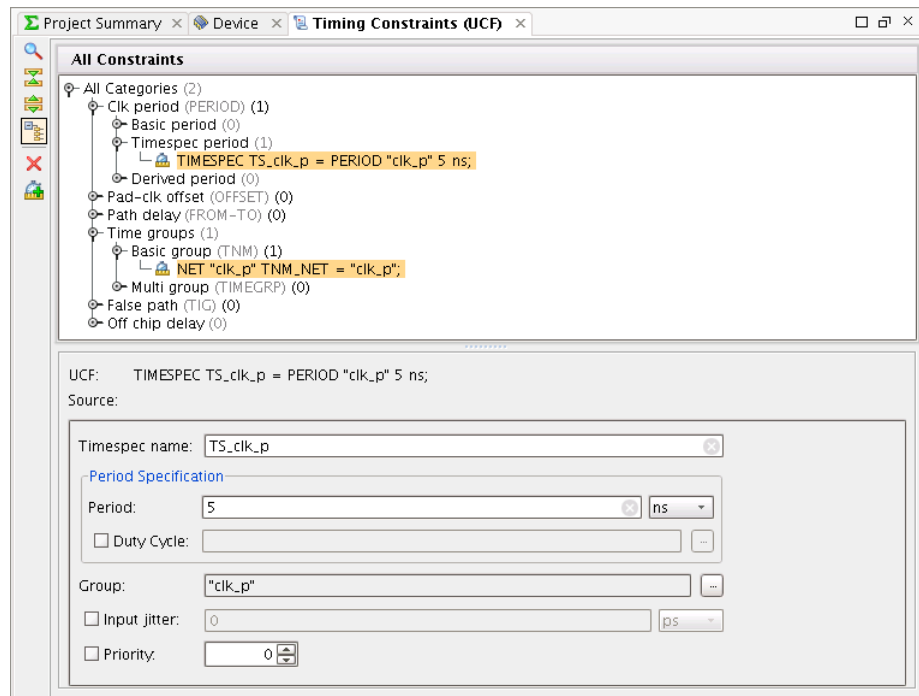 Σ Project Summary × Device × Timing Constraints (UCF) ×
All Constraints
All Categories (2)
Clk period (PERIOD) (1)
Basic period (0)
Timespec period (1)
TIMESPEC TS_clk_p = PERIOD "clk_p" 5 ns;
Derived period (0)
Pad-clk offset (OFFSET) (0)
Path delay (FROM-TO) (0)
Time groups (1)
Basic group (TNM) (1)
NET "clk_p" TNM_NET = "clk_p";
Multi group (TIMEGRP) (0)
False path (TIG) (0)
Off chip delay (0)
UCF: TIMESPEC TS_clk_p = PERIOD "clk_p" 5 ns;
Source:
Timespec name: TS_clk_p
Period Specification
Period: 5 ns
Duty Cycle: ...
Group: "clk_p" ...
Input jitter: 0 ps
Priority: 0